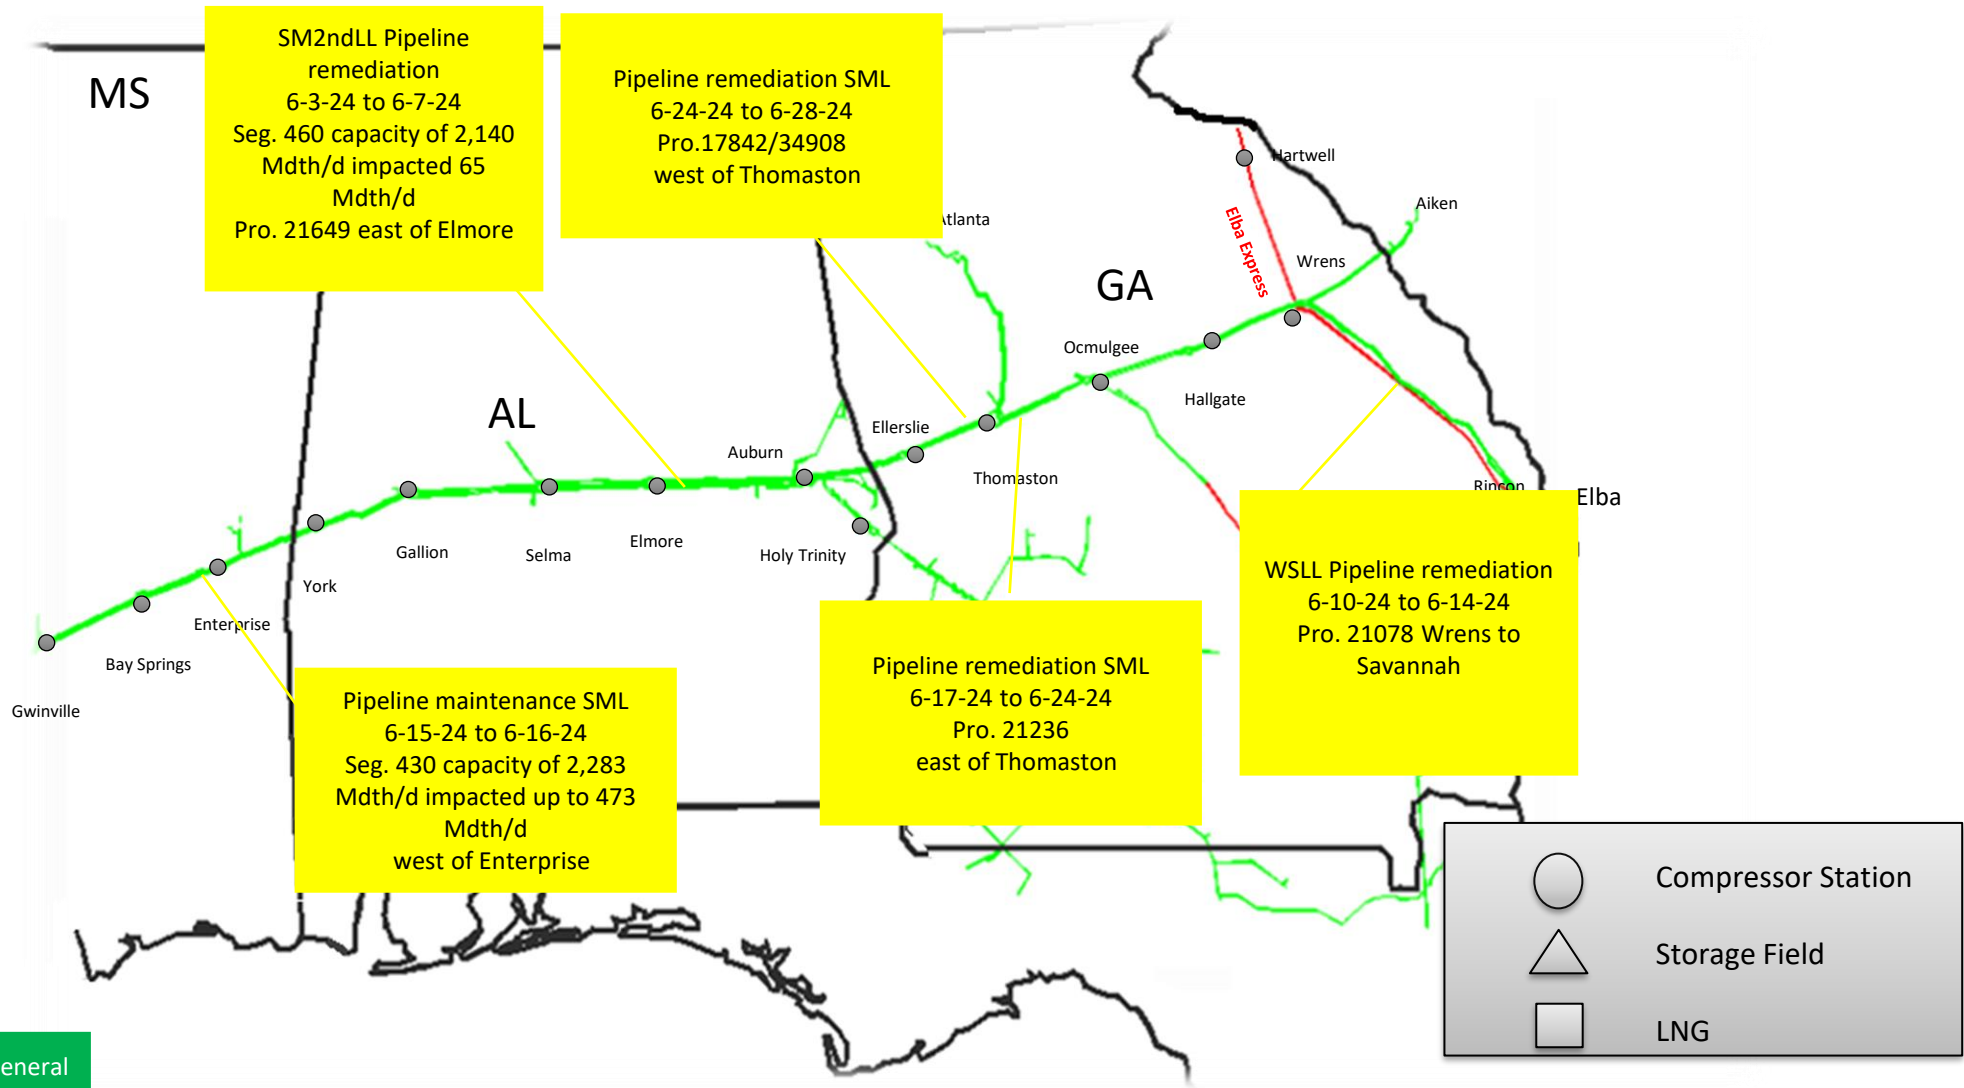 SM2ndLL Pipeline
remediation
6-3-24 to 6-7-24
Seg. 460 capacity of 2,140
Mdth/d impacted 65
Mdth/d
Pro. 21649 east of Elmore
Pipeline remediation SML
6-24-24 to 6-28-24
Pro.17842/34908
west of Thomaston
MS
Hartwell
Aiken
Atlanta
Elba Express
Wrens
GA
Ocmulgee
Hallgate
AL
Ellerslie
Auburn
Thomaston
Rincon
Elba
Gallion
Selma
Elmore
Holy Trinity
York
Enterprise
Bay Springs
Gwinville
WSLL Pipeline remediation
6-10-24 to 6-14-24
Pro. 21078 Wrens to
Savannah
Pipeline remediation SML
6-17-24 to 6-24-24
Pro. 21236
east of Thomaston
Pipeline maintenance SML
6-15-24 to 6-16-24
Seg. 430 capacity of 2,283
Mdth/d impacted up to 473
Mdth/d
west of Enterprise
Compressor Station
Storage Field
LNG
eneral